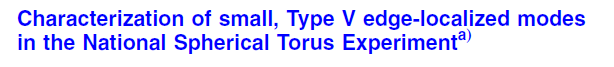 Characterization of small, Type V edge-localized modes
in the National Spherical Torus Experimentᵃ⁾